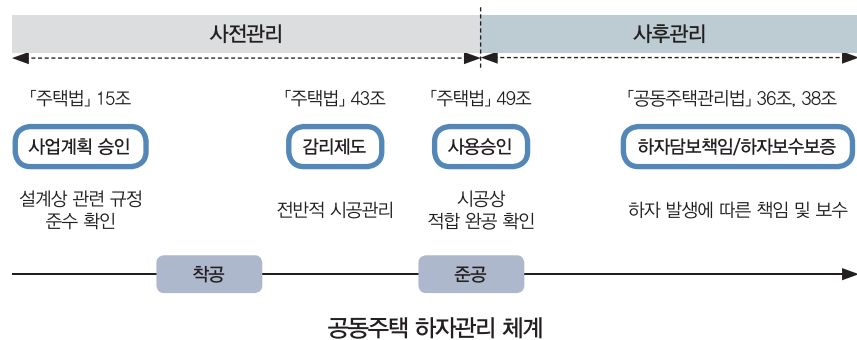 사전관리
사후관리
「주택법」 15조
「주택법」 43조
「주택법」 49조
「공동주택관리법」 36조, 38조
사업계획 승인
감리제도
사용승인
하자담보책임/하자보수보증
설계상 관련 규정
준수 확인
전반적 시공관리
시공상
적합 완공 확인
하자 발생에 따른 책임 및 보수
착공
준공
공동주택 하자관리 체계